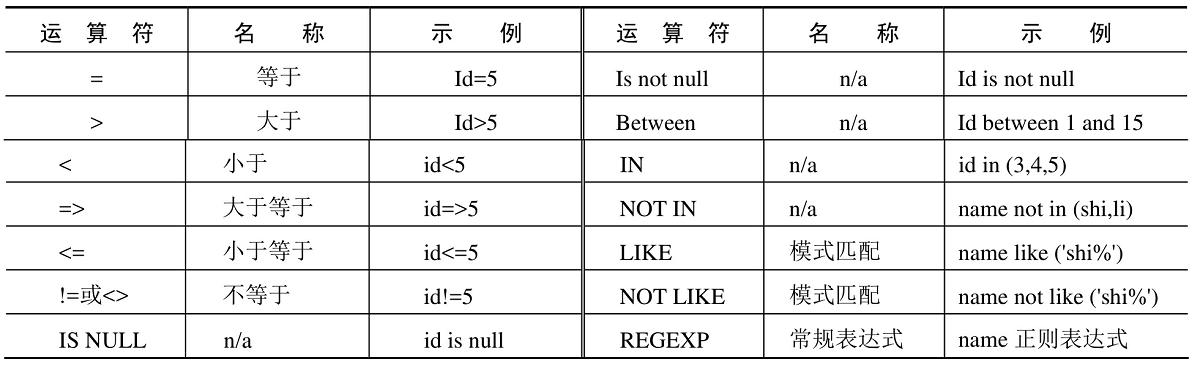 运 算 符 名 称 示 例 运 算 符 名 称 示 例
= 等于 Id=5 Is not null n/a Id is not null
> 大于 Id>5 Between n/a Id between 1 and 15
< 小于 id<5 IN n/a id in (3,4,5)
=> 大于等于 id=>5 NOT IN n/a name not in (shi,li)
<= 小于等于 id<=5 LIKE 模式匹配 name like ('shi%')
!=或<> 不等于 id!=5 NOT LIKE 模式匹配 name not like ('shi%')
IS NULL n/a id is null REGEXP 常规表达式 name 正则表达式